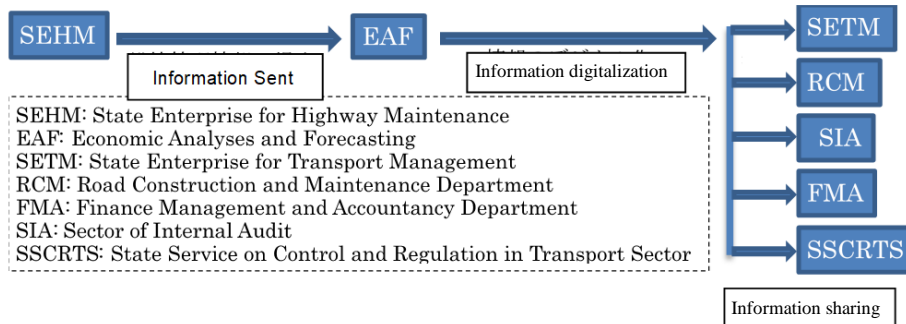 SEHM
EAF
SETM
Information Sent
Information digitalization
RCM
SEHM: State Enterprise for Highway Maintenance
EAF: Economic Analyses and Forecasting
SETM: State Enterprise for Transport Management
RCM: Road Construction and Maintenance Department
FMA: Finance Management and Accountancy Department
SIA: Sector of Internal Audit
SSCRTS: State Service on Control and Regulation in Transport Sector
SIA
FMA
SSCRTS
Information sharing